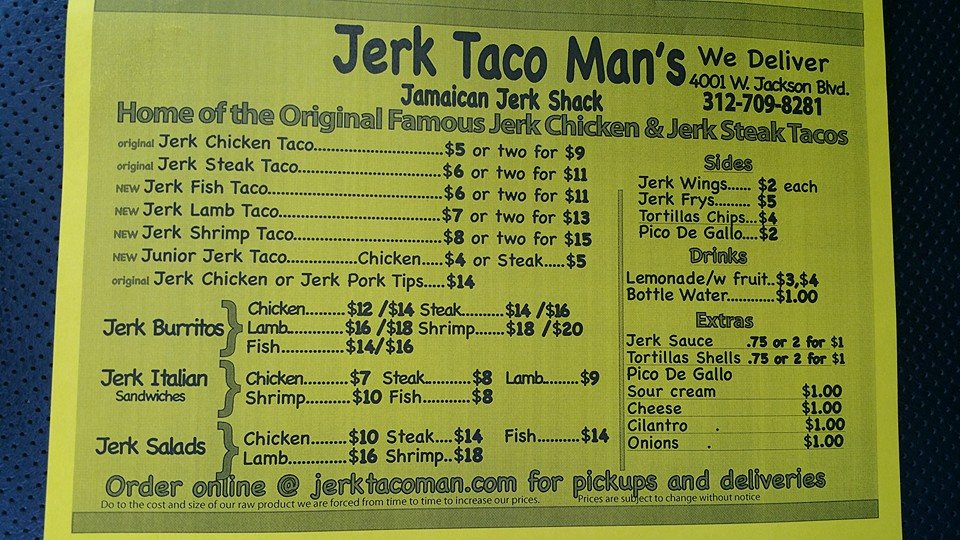 Jerk Taco Man's
We Deliver
4001 W. Jackson Blvd.
312-709-8281
Jamaican Jerk Shack
Home of the Original Famous Jerk Chicken & Jerk Steak Tacos
original Jerk Chicken Taco..............................$5 or two for $9
original Jerk Steak Taco.................................$6 or two for $11
NEW Jerk Fish Taco........................................$6 or two for $11
NEW Jerk Lamb Taco......................................$7 or two for $13
NEW Jerk Shrimp Taco...................................$8 or two for $15
NEW Junior Jerk Taco...............Chicken.....$4 or Steak.....$5
original Jerk Chicken or Jerk Pork Tips.....$14
Jerk Burritos
Chicken..........$12 /$14 Steak..........$14 /$16
Lamb..............$16 /$18 Shrimp.......$18 /$20
Fish...............$14/$16
Jerk Italian
Sandwiches
Chicken..........$7 Steak...........$8 Lamb........$9
Shrimp..........$10 Fish...........$8
Jerk Salads
Chicken.........$10 Steak....$14 Fish..........$14
Lamb..............$16 Shrimp..$18
Sides
Jerk Wings...... $2 each
Jerk Frys......... $5
Tortillas Chips...$4
Pico De Gallo....$2
Drinks
Lemonade/w fruit..$3,$4
Bottle Water............$1.00
Extras
Jerk Sauce .75 or 2 for $1
Tortillas Shells .75 or 2 for $1
Pico De Gallo
Sour cream $1.00
Cheese $1.00
Cilantro . $1.00
Onions . $1.00
Order online @ jerktacoman.com for pickups and deliveries
Do to the cost and size of our raw product we are forced from time to time to increase our prices. Prices are subject to change without notice